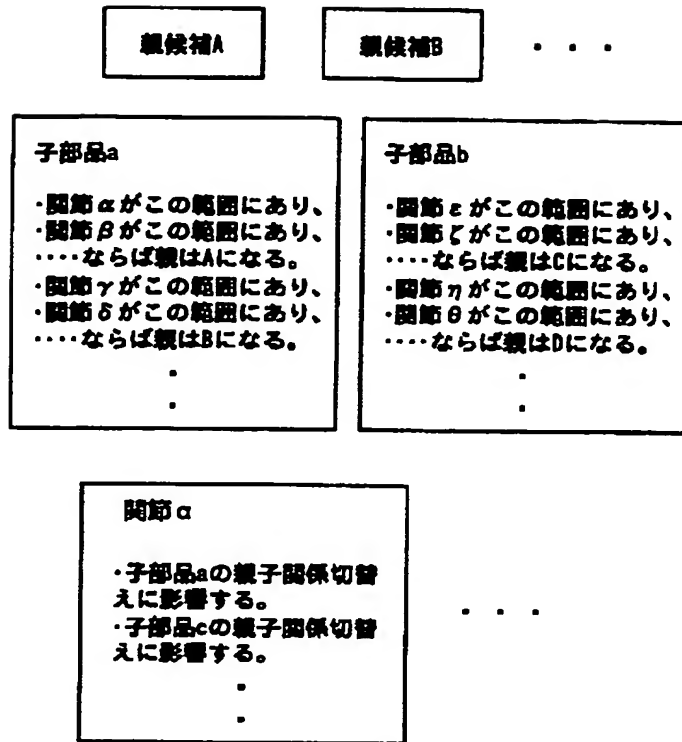 親候補A
親候補B
・・・
子部品a
・関節αがこの範囲にあり、
・関節βがこの範囲にあり、
‥‥ならば親はAになる。
・関節γがこの範囲にあり、
・関節δがこの範囲にあり、
‥‥ならば親はBになる。
・
・
子部品b
・関節εがこの範囲にあり、
・関節ζがこの範囲にあり、
‥‥ならば親はCになる。
・関節ηがこの範囲にあり、
・関節θがこの範囲にあり、
‥‥ならば親はDになる。
・
・
関節α
・子部品aの親子関係切替
えに影響する。
・子部品cの親子関係切替
えに影響する。
・
・
・・・